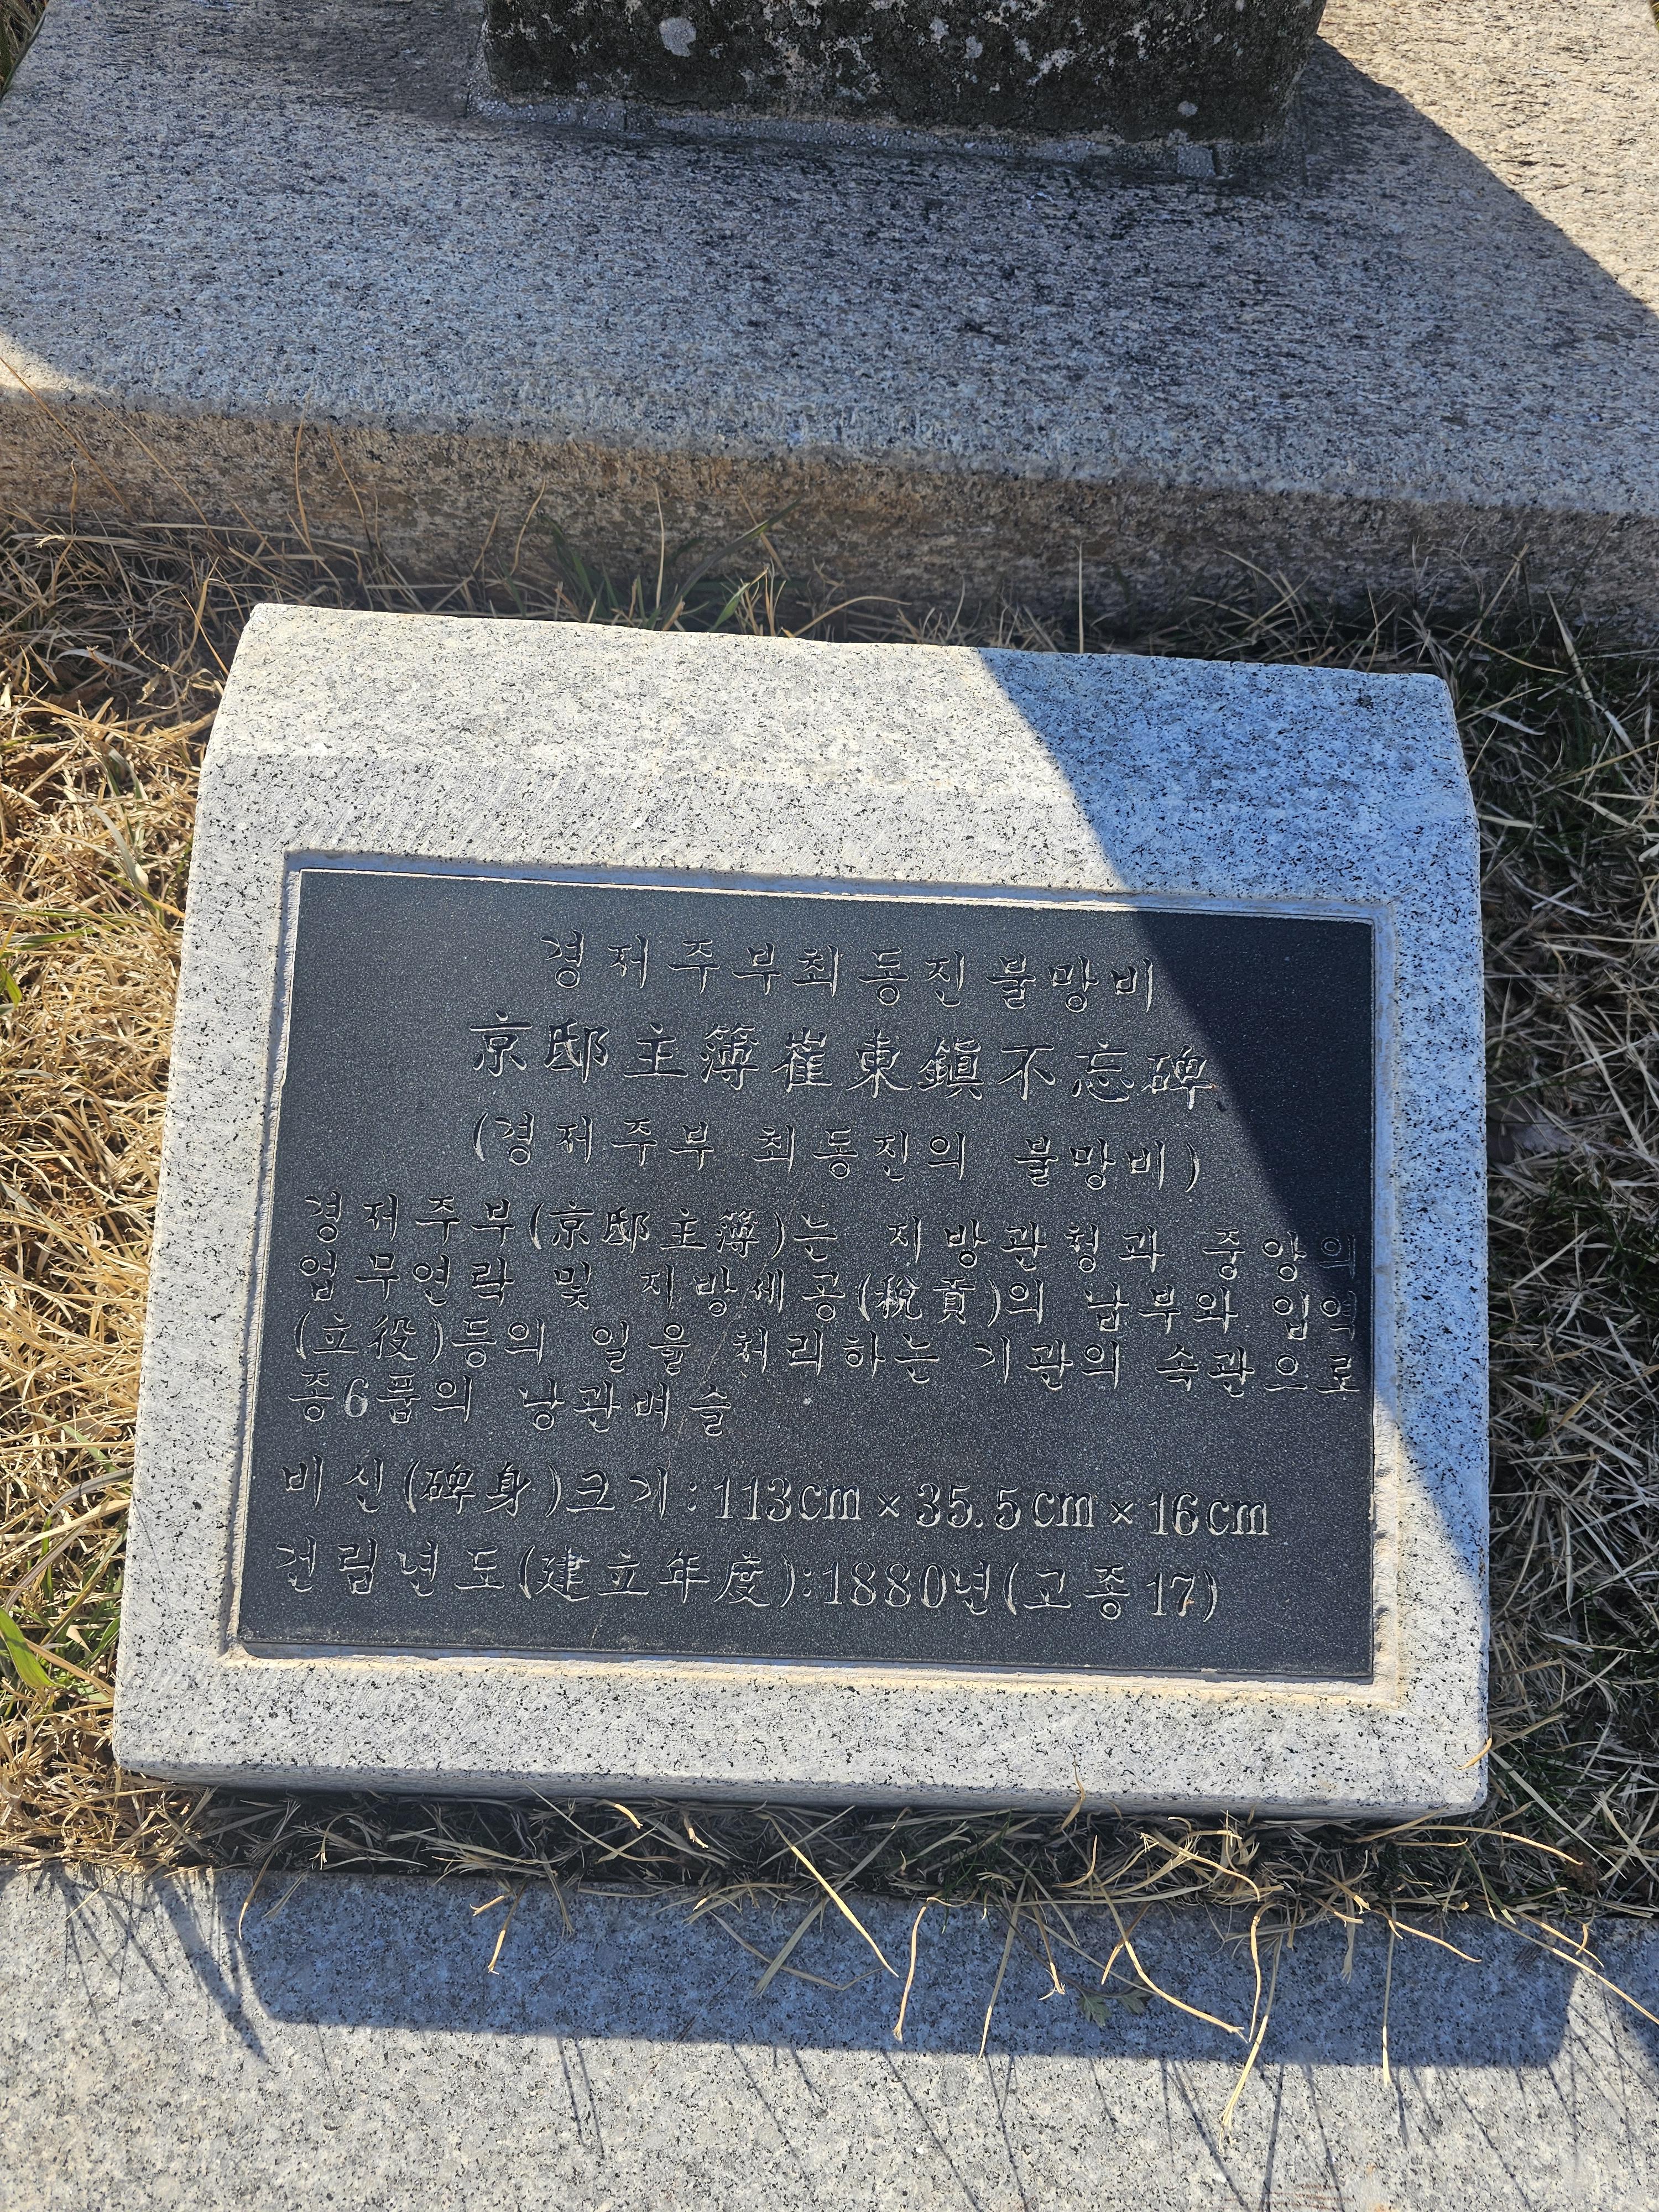 경저주부최동진불망비
京邸主簿崔東鎭不忘碑
(경저주부 최동진의 불망비)
경저주부(京邸主簿)는 지방관청과 중앙의
업무연락 및 지방세공(稅貢)의 납부와 입역
(立役)등의 일을 처리하는 기관의 속관으로
종6품의 낭관벼슬
비신(碑身)크기:113cm×35.5cm×16cm
건립년도(建立年度):1880년(고종17)